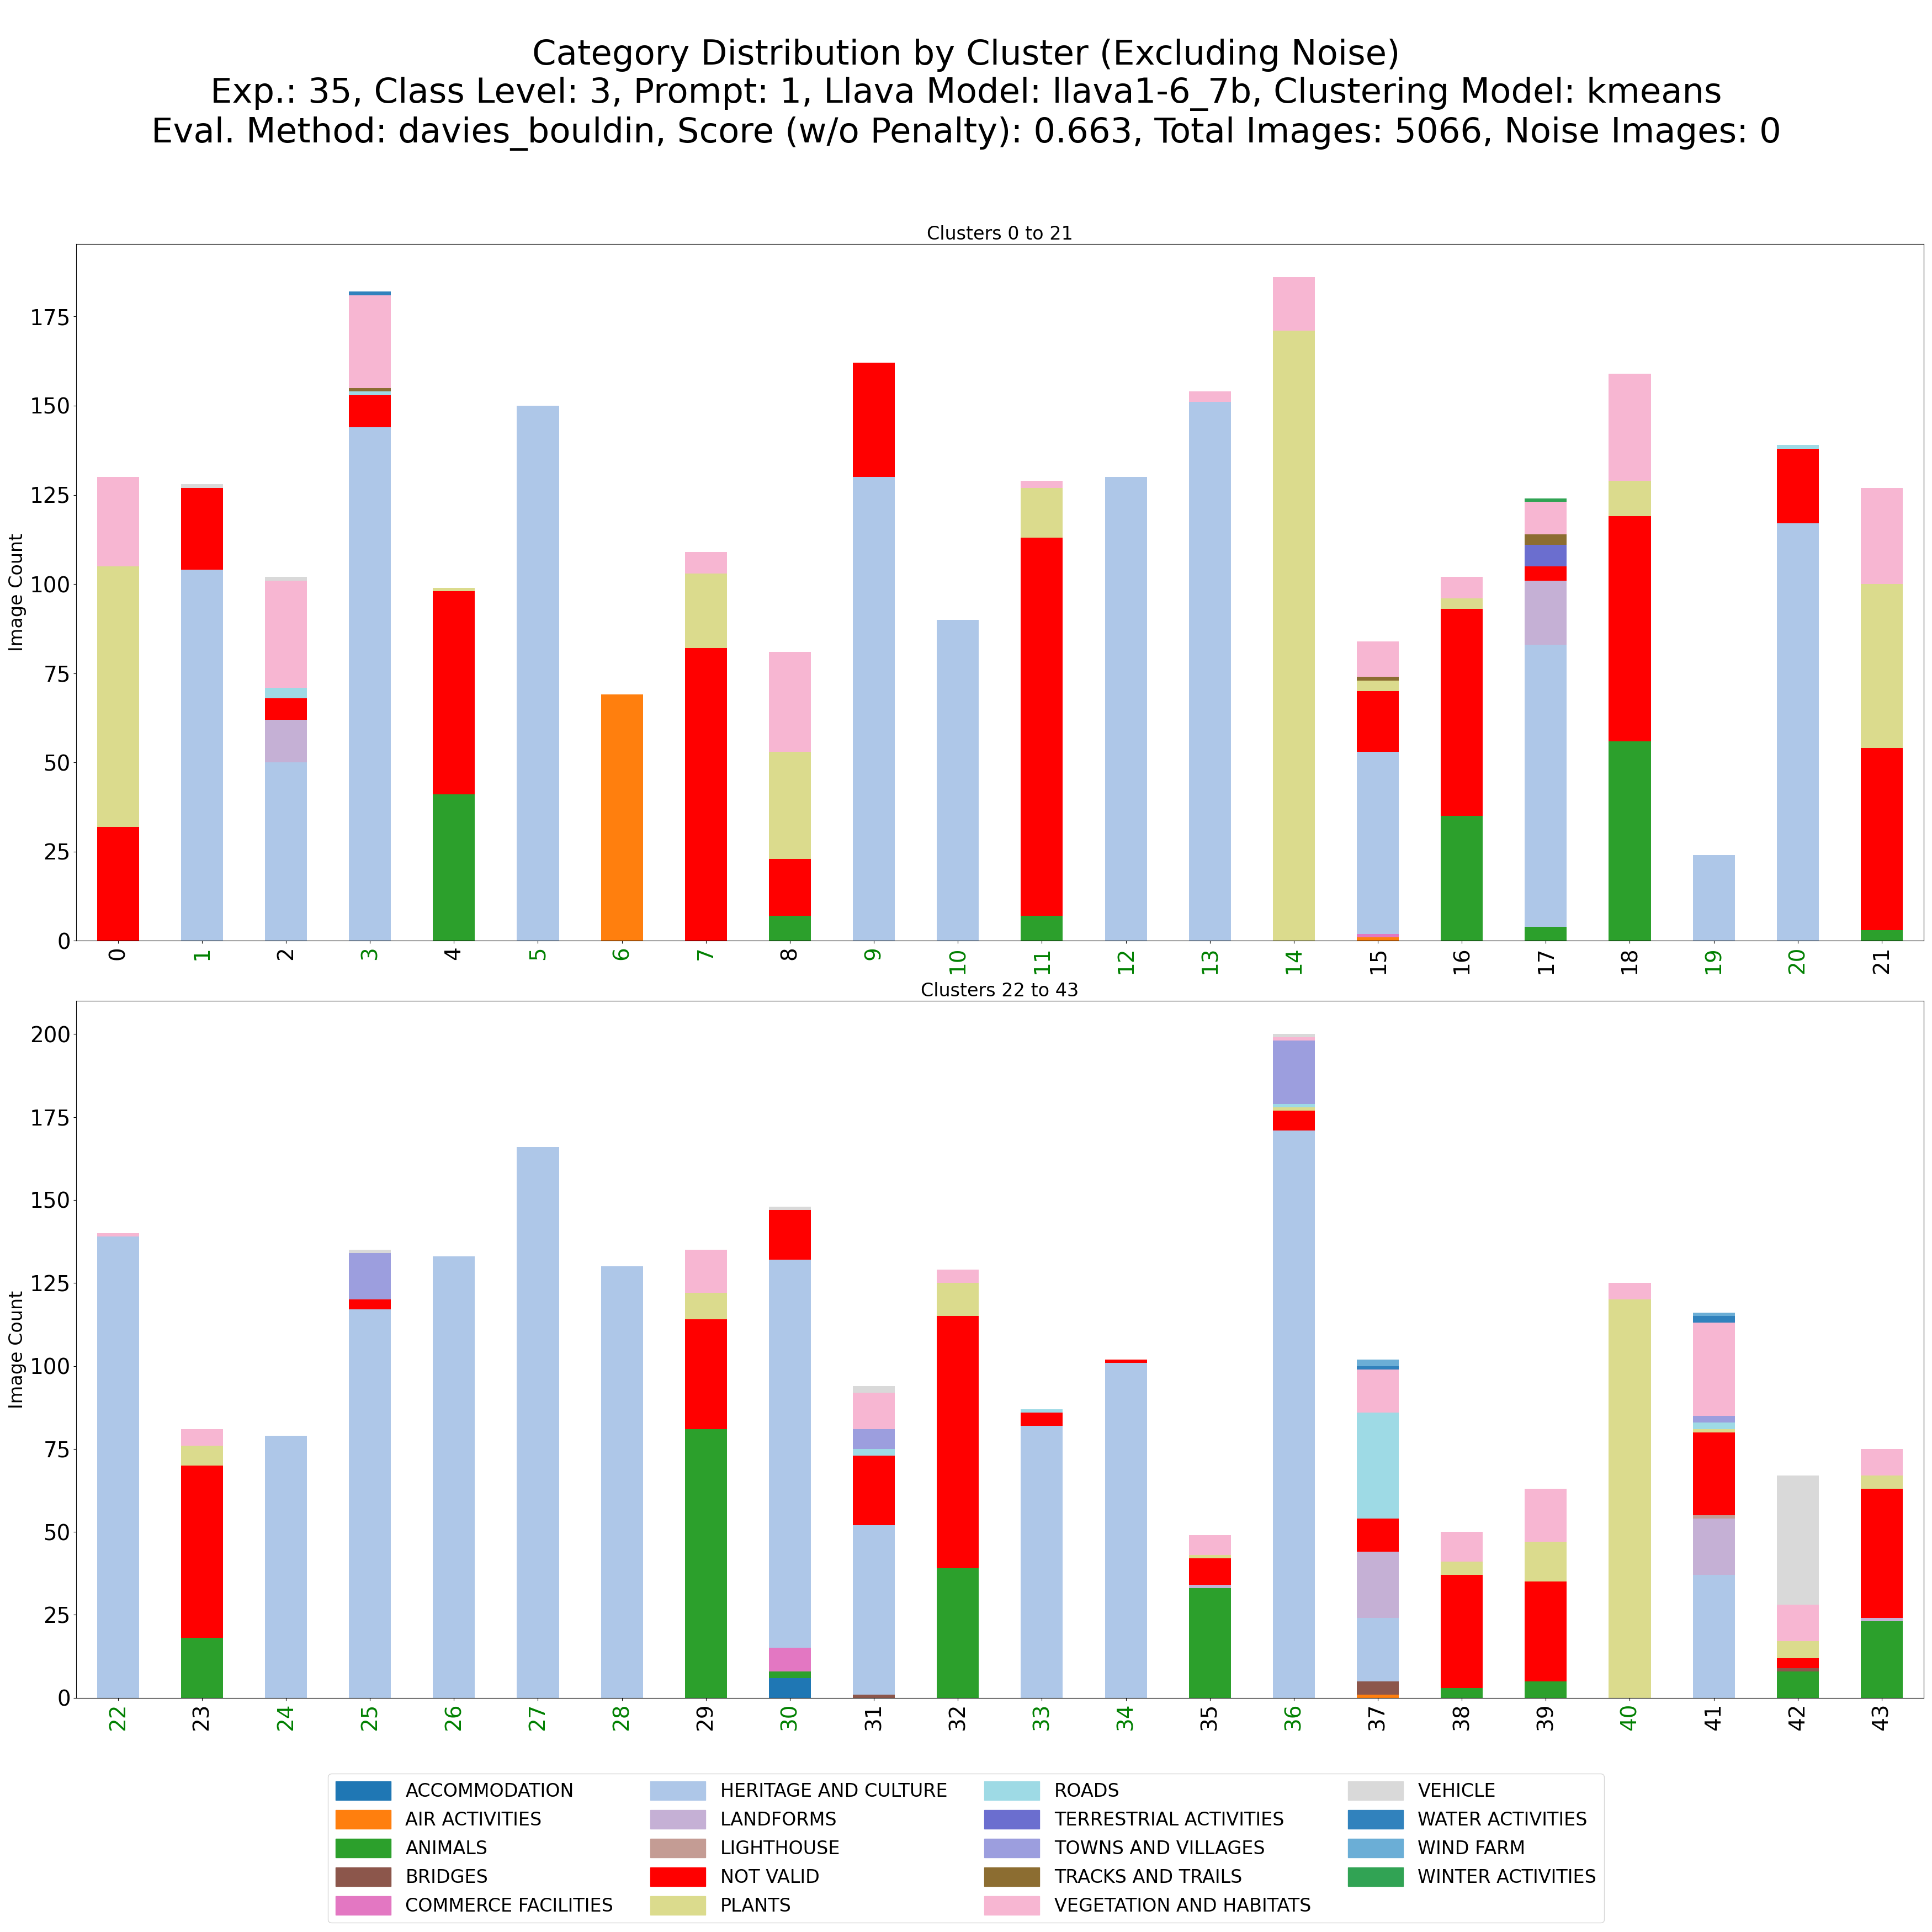 Category Distribution by Cluster (Excluding Noise)
Exp.: 35, Class Level: 3, Prompt: 1, Llava Model: llava1-6_7b, Clustering Model: kmeans
Eval. Method: davies_bouldin, Score (w/o Penalty): 0.663, Total Images: 5066, Noise Images: 0
Clusters 0 to 21
Image Count
175
150
125
100
75
50
25
0
0 1 2 3 4 5 6 7 8 9 10 11 12 13 14 15 16 17 18 19 20 21
Clusters 22 to 43
Image Count
200
175
150
125
100
75
50
25
0
22 23 24 25 26 27 28 29 30 31 32 33 34 35 36 37 38 39 40 41 42 43
ACCOMMODATION
AIR ACTIVITIES
ANIMALS
BRIDGES
COMMERCE FACILITIES
HERITAGE AND CULTURE
LANDFORMS
LIGHTHOUSE
NOT VALID
PLANTS
ROADS
TERRESTRIAL ACTIVITIES
TOWNS AND VILLAGES
TRACKS AND TRAILS
VEGETATION AND HABITATS
VEHICLE
WATER ACTIVITIES
WIND FARM
WINTER ACTIVITIES